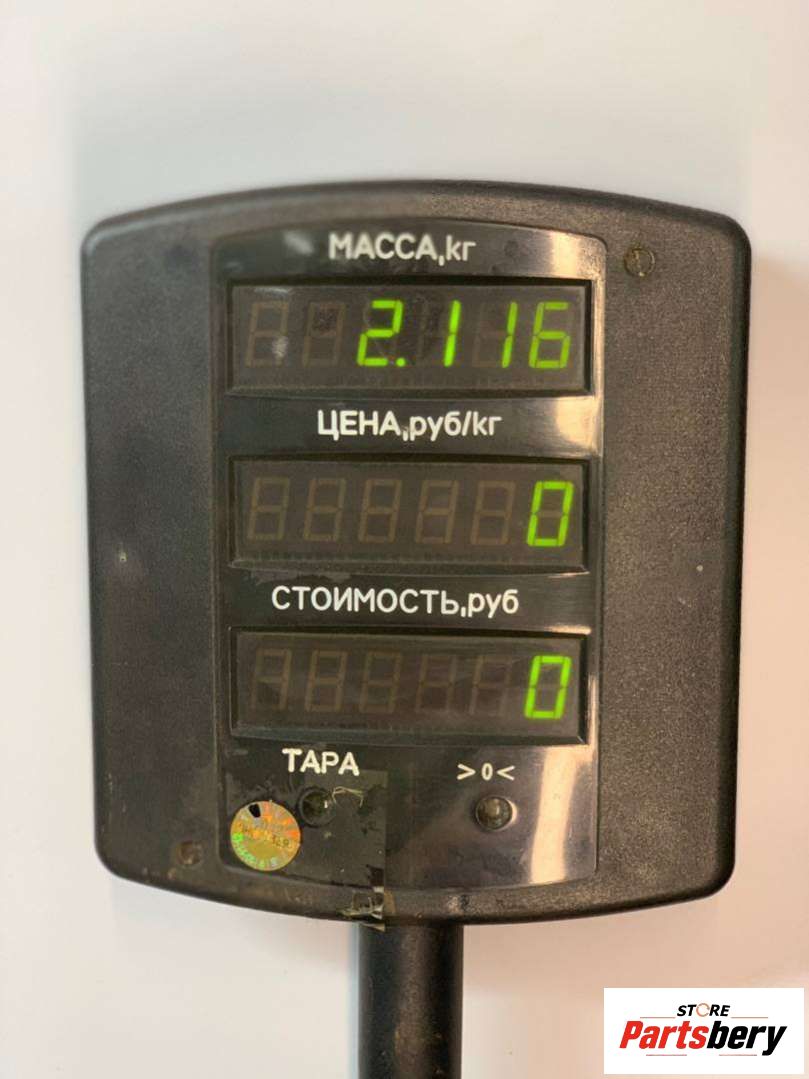 МАССА,кг
2.116
ЦЕНА,руб/кг
0
СТОИМОСТЬ,руб
0
ТАРА >0<
STORE
Partsbery